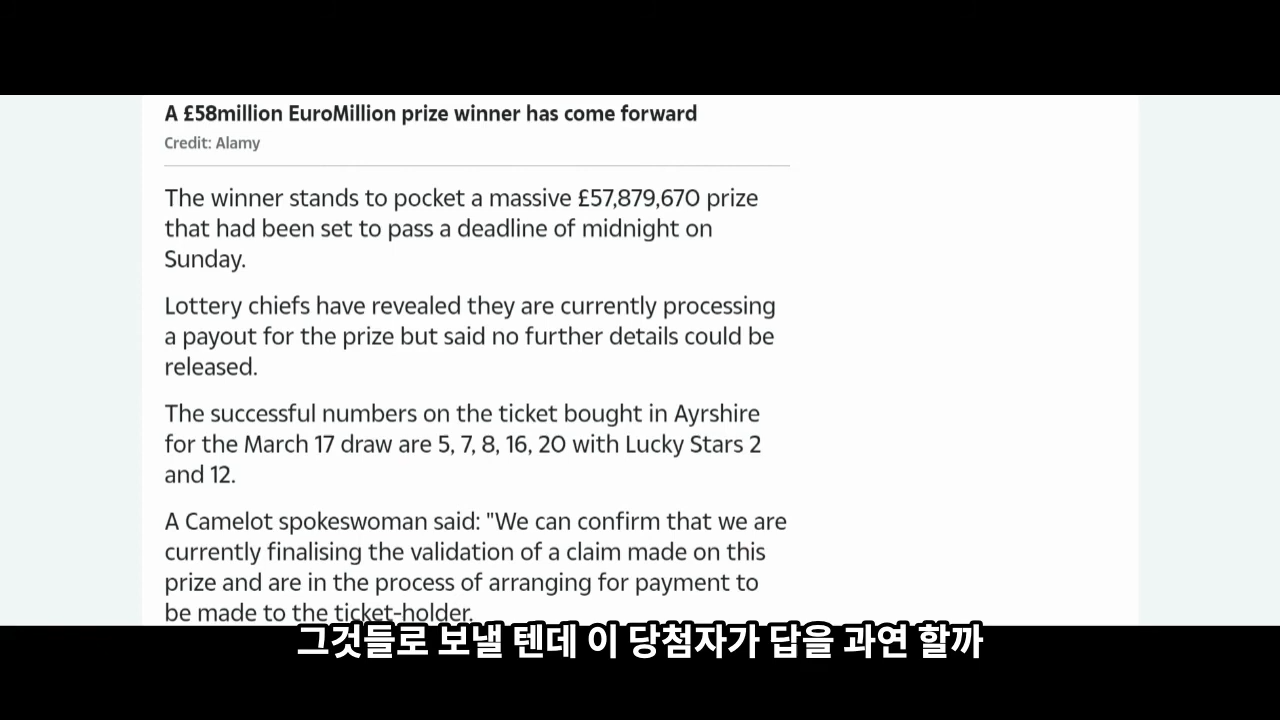 A £58million EuroMillion prize winner has come forward
Credit: Alamy
The winner stands to pocket a massive £57,879,670 prize
that had been set to pass a deadline of midnight on
Sunday.
Lottery chiefs have revealed they are currently processing
a payout for the prize but said no further details could be
released.
The successful numbers on the ticket bought in Ayrshire
for the March 17 draw are 5, 7, 8, 16, 20 with Lucky Stars 2
and 12.
A Camelot spokeswoman said: "We can confirm that we are
currently finalising the validation of a claim made on this
prize and are in the process of arranging for payment to
be made to the ticket-holder.
그것들로 보낼 텐데 이 당첨자가 답을 과연 할까